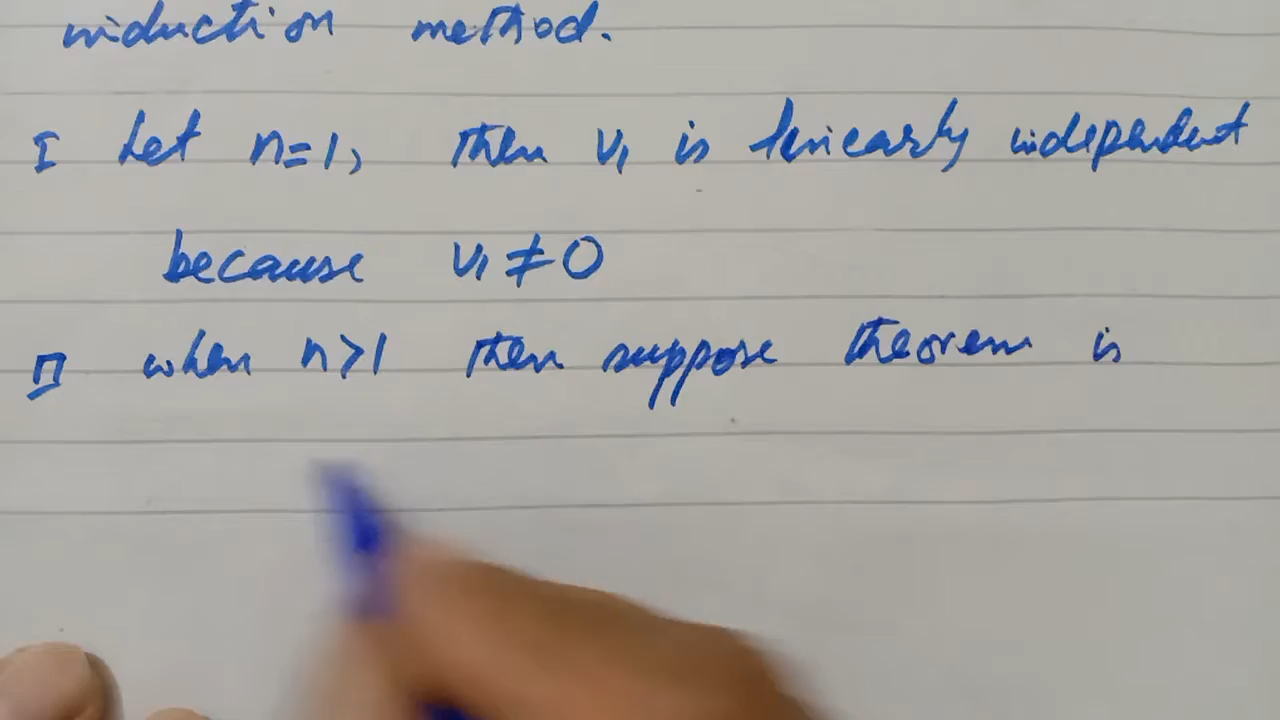 induction method.
I Let n=1, then v₁ is linearly independent
because v₁ ≠ 0
II when n>1 then suppose theorem is